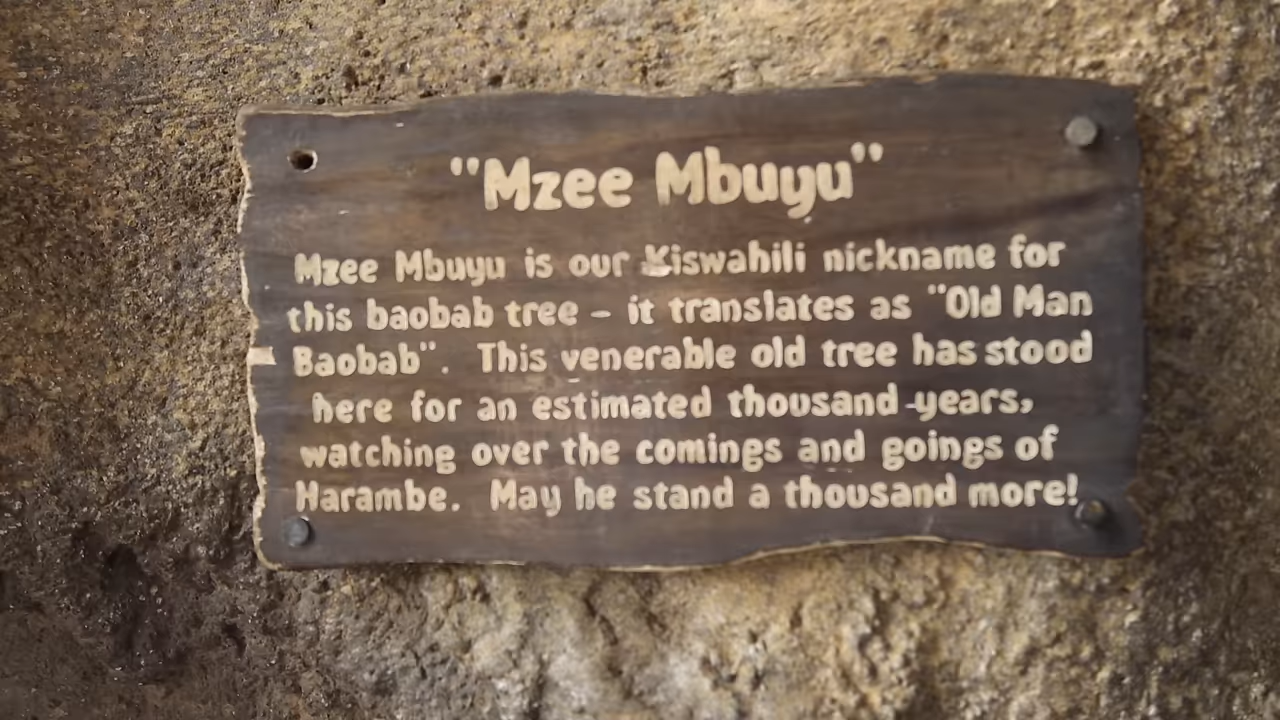 "Mzee Mbuyu"
Mzee Mbuyu is our Kiswahili nickname for
this baobab tree - it translates as "Old Man
Baobab". This venerable old tree has stood
here for an estimated thousand years,
watching over the comings and goings of
Harambe. May he stand a thousand more!